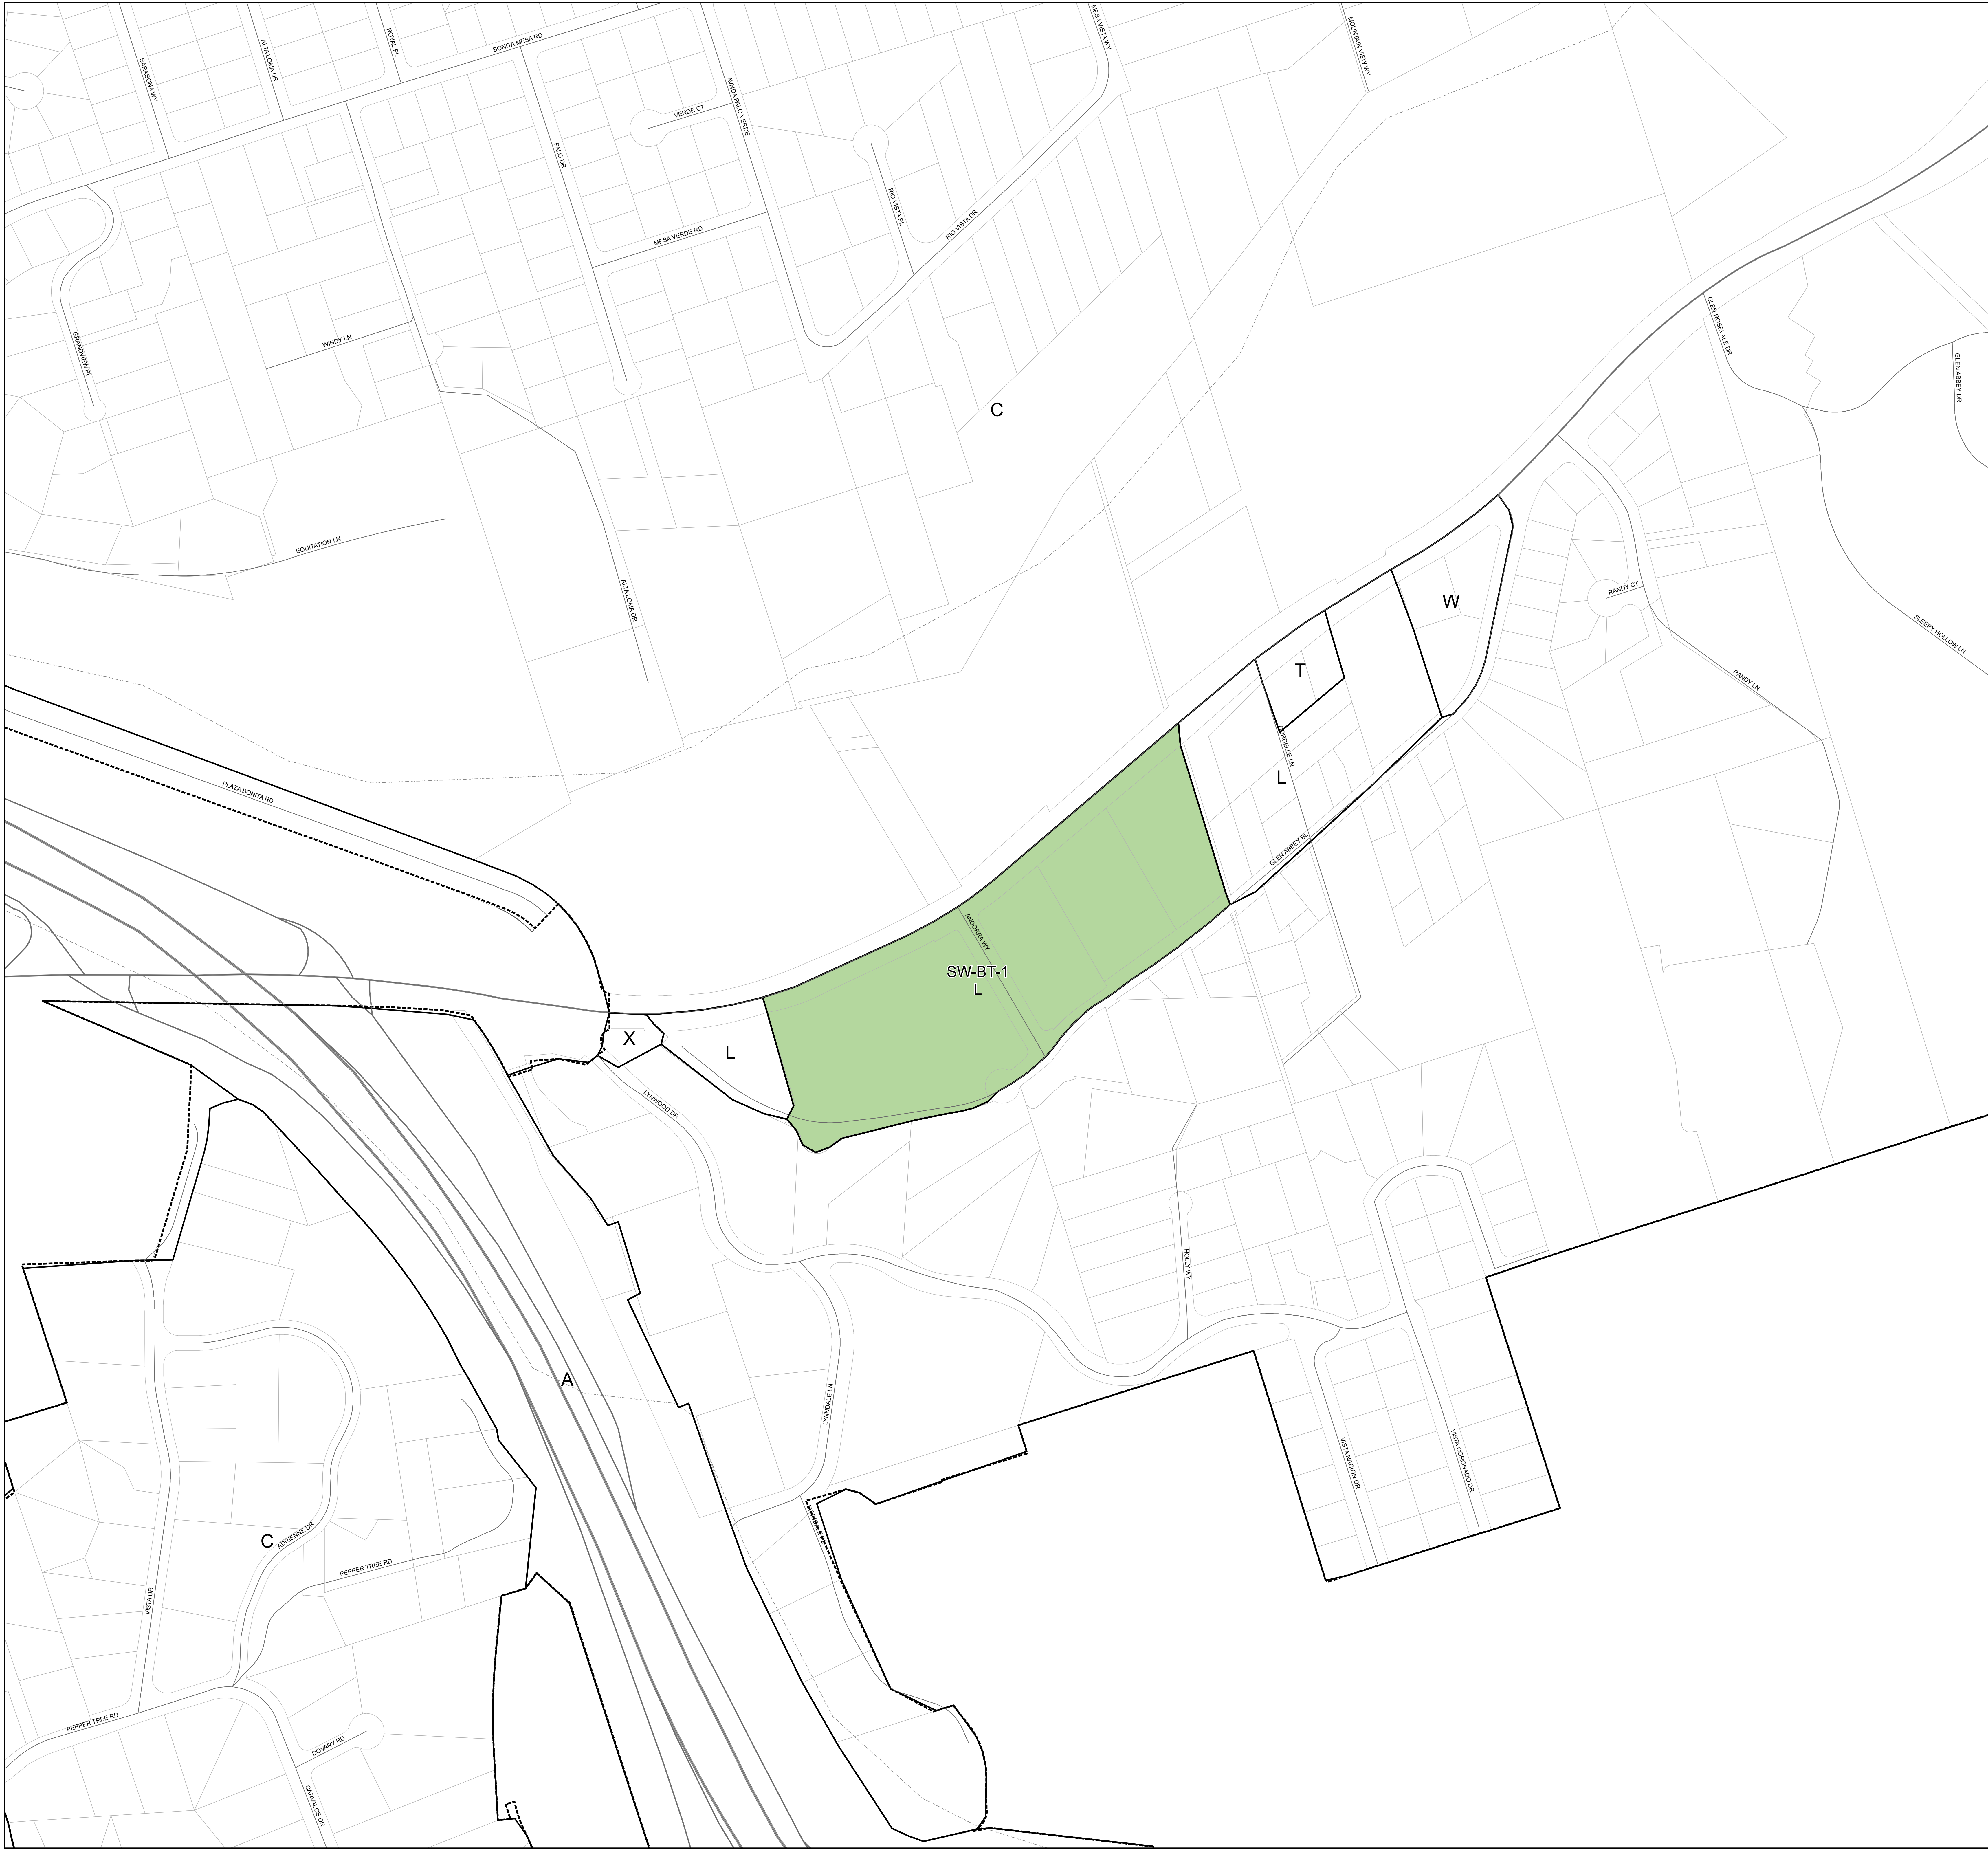 SARASONA WY
ALTA LOMA DR
ROYAL PL
BONITA MESA RD
MESA VISTA WY
MOUNTAIN VIEW WY
VERDE CT
AVNDA PALO VERDE
PALO DR
RIO VISTA PL
RIO VISTA DR
MESA VERDE RD
GRANDVIEW PL
WINDY LN
GLEN ROSEVALE DR
GLEN ABBEY DR
C
EQUITATION LN
ALTA LOMA DR
RANDY CT
W
SLEEPY HOLLOW LN
T
RANDY LN
L
PLAZA BONITA RD
GLEN ABBEY BL
ANDORRA WY
SW-BT-1
L
X
L
LYNWOOD DR
HOLLY WY
A
LYNNDALE LN
VISTA NACION DR
VISTA CORONADO DR
C
ADRIENNE DR
PEPPER TREE RD
VISTA DR
PEPPER TREE RD
DOVARY RD
CARVALOS DR